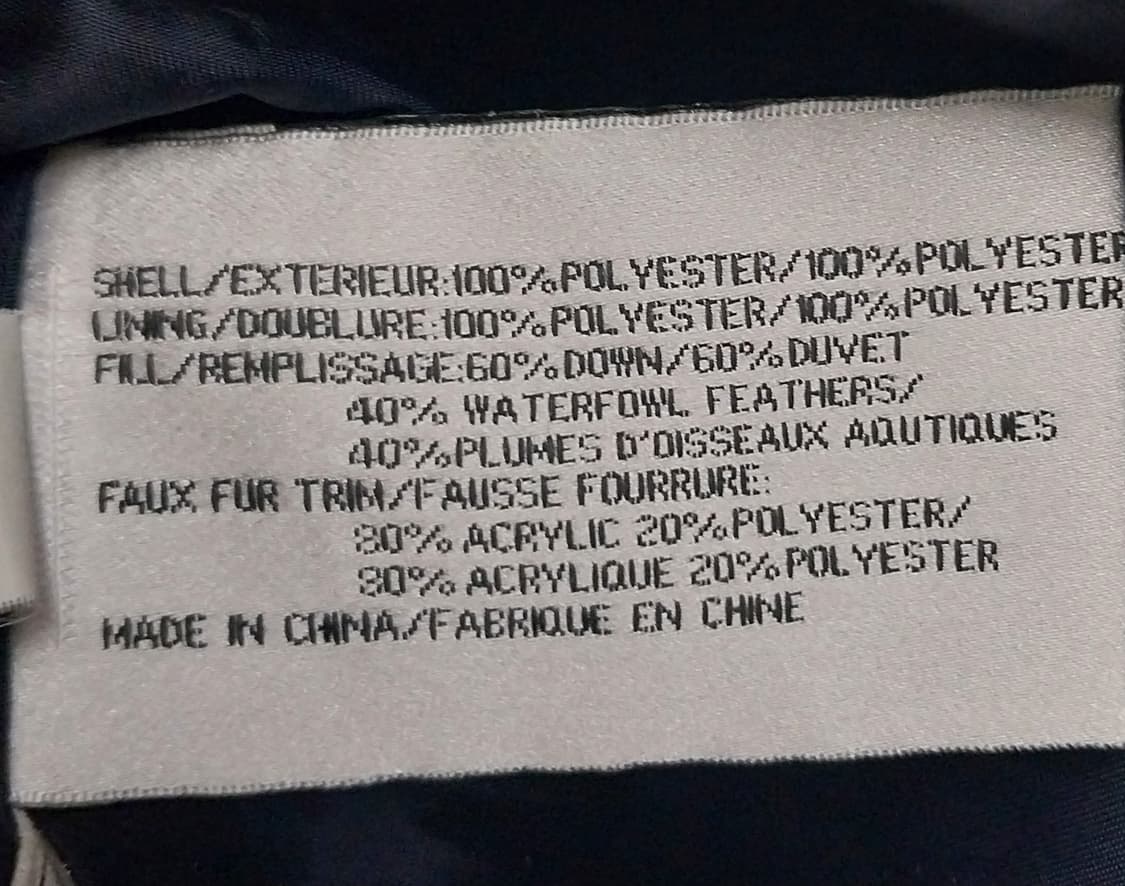 SHELL/EXTERIEUR:100%POLYESTER/100%POLYESTER
LINING/DOUBLURE:100%POLYESTER/100%POLYESTER
FILL/REMPLISSAGE:60%DOWN/60%DUVET
40% WATERFOWL FEATHERS/
40%PLUMES D'OISSEAUX AQUTIQUES
FAUX FUR TRIM/FAUSSE FOURRURE:
80% ACRYLIC 20%POLYESTER/
80% ACRYLIQUE 20%POLYESTER
MADE IN CHINA/FABRIQUE EN CHINE